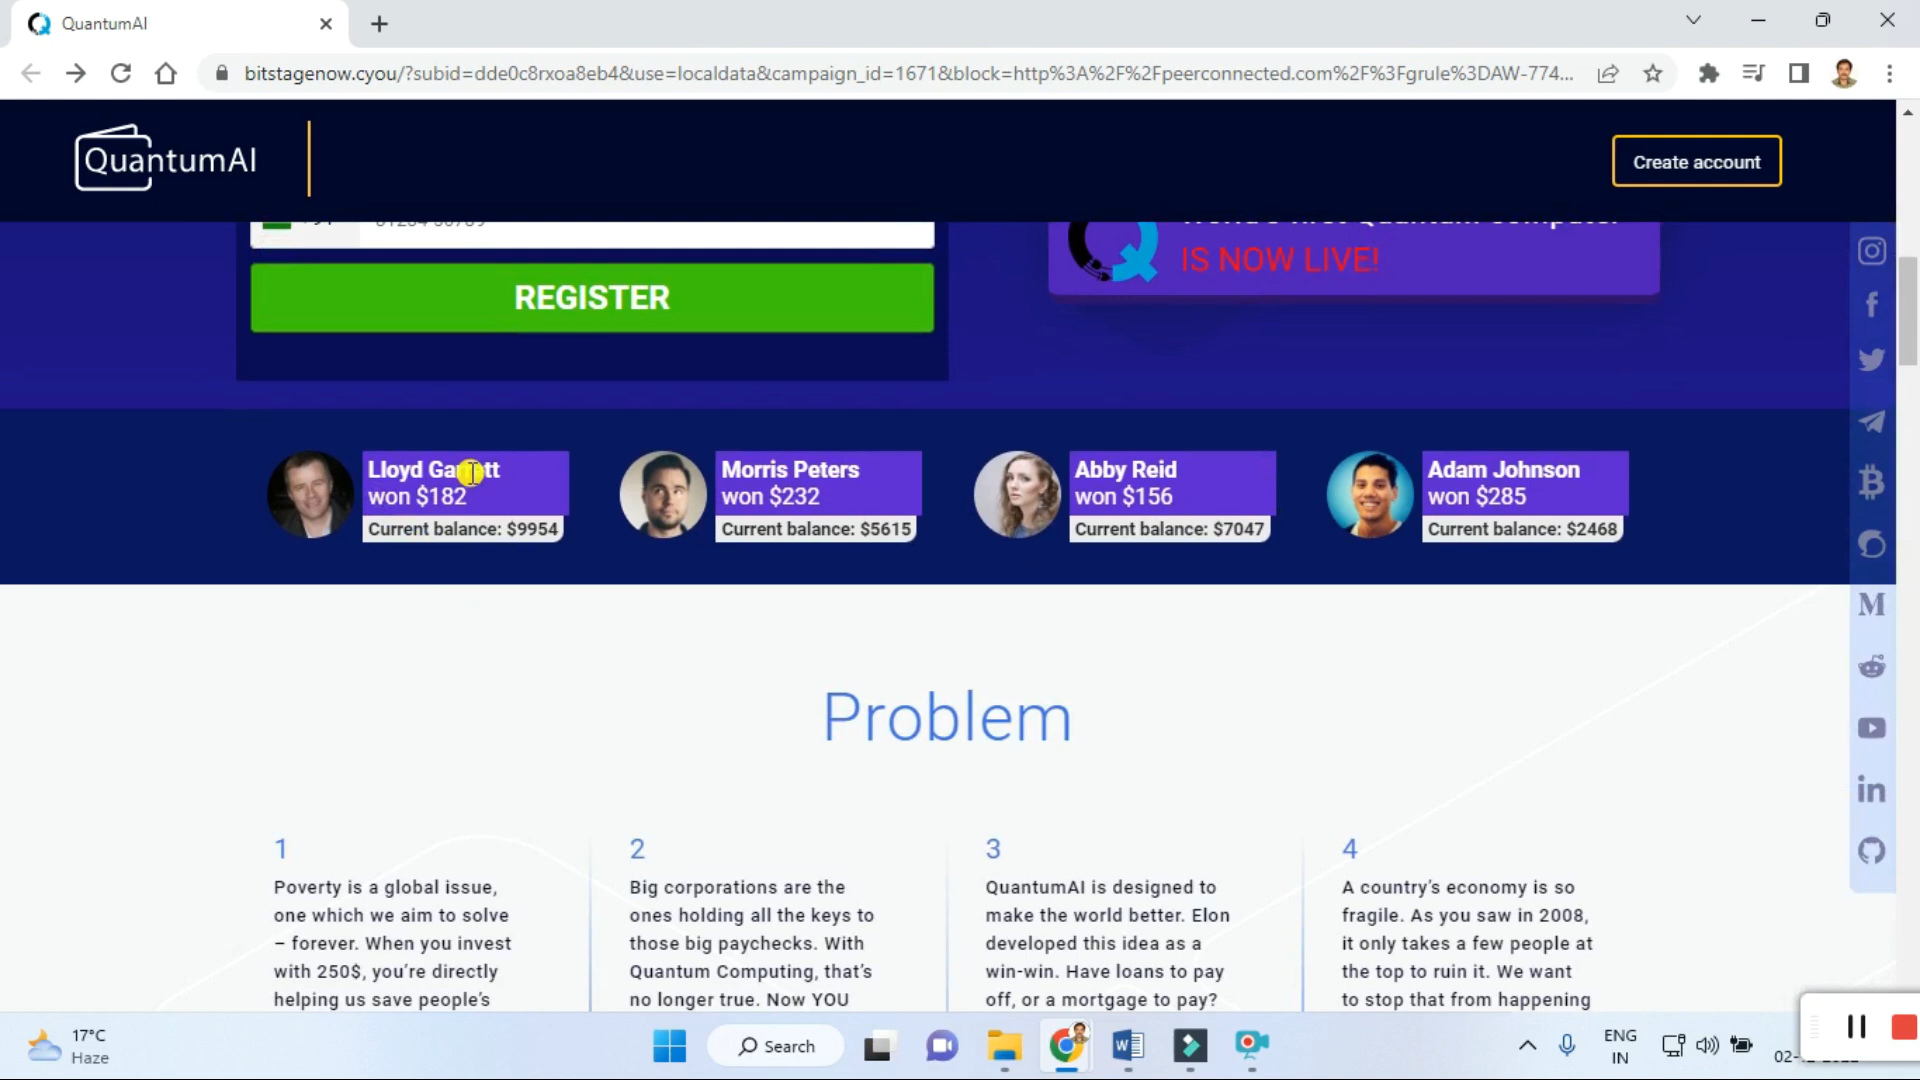 QuantumAI
bitstagenow.cyou/?subid=dde0c8rxoa8eb4&use=localdata&campaign_id=1671&block=http%3A%2F%2Fpeerconnected.com%2F%3Fgrule%3DAW-774...
QuantumAI
Create account
World's first Quantum Computer
IS NOW LIVE!
REGISTER
Lloyd Garrett
won $182
Current balance: $9954
Morris Peters
won $232
Current balance: $5615
Abby Reid
won $156
Current balance: $7047
Adam Johnson
won $285
Current balance: $2468
Problem
1
Poverty is a global issue,
one which we aim to solve
– forever. When you invest
with 250$, you're directly
helping us save people's
2
Big corporations are the
ones holding all the keys to
those big paychecks. With
Quantum Computing, that's
no longer true. Now YOU
3
QuantumAI is designed to
make the world better. Elon
developed this idea as a
win-win. Have loans to pay
off, or a mortgage to pay?
4
A country's economy is so
fragile. As you saw in 2008,
it only takes a few people at
the top to ruin it. We want
to stop that from happening
17°C
Haze
Search
ENG
IN